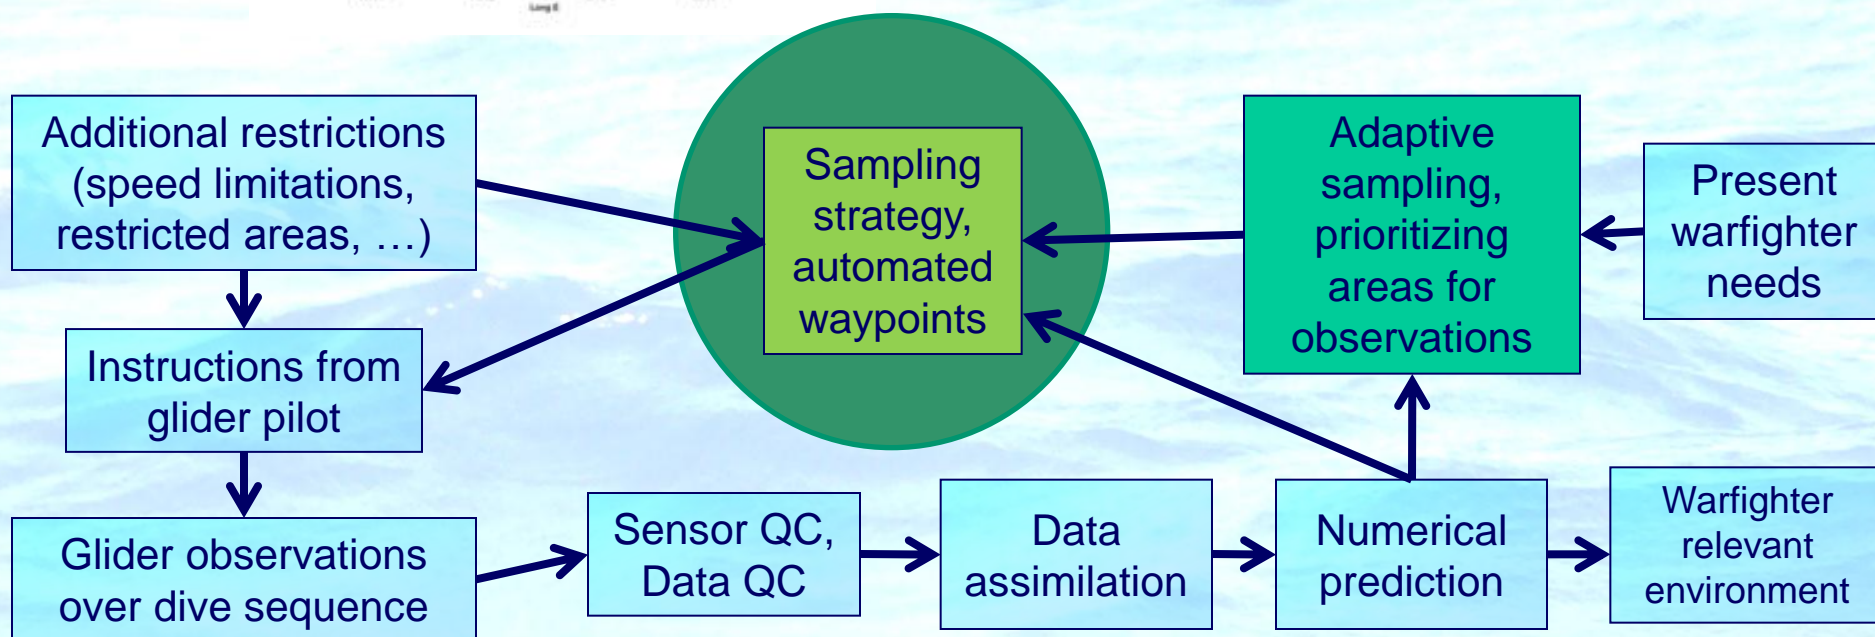 Long E
Additional restrictions
(speed limitations,
restricted areas, …)
Sampling
strategy,
automated
waypoints
Adaptive
sampling,
prioritizing
areas for
observations
Present
warfighter
needs
Instructions from
glider pilot
Glider observations
over dive sequence
Sensor QC,
Data QC
Data
assimilation
Numerical
prediction
Warfighter
relevant
environment